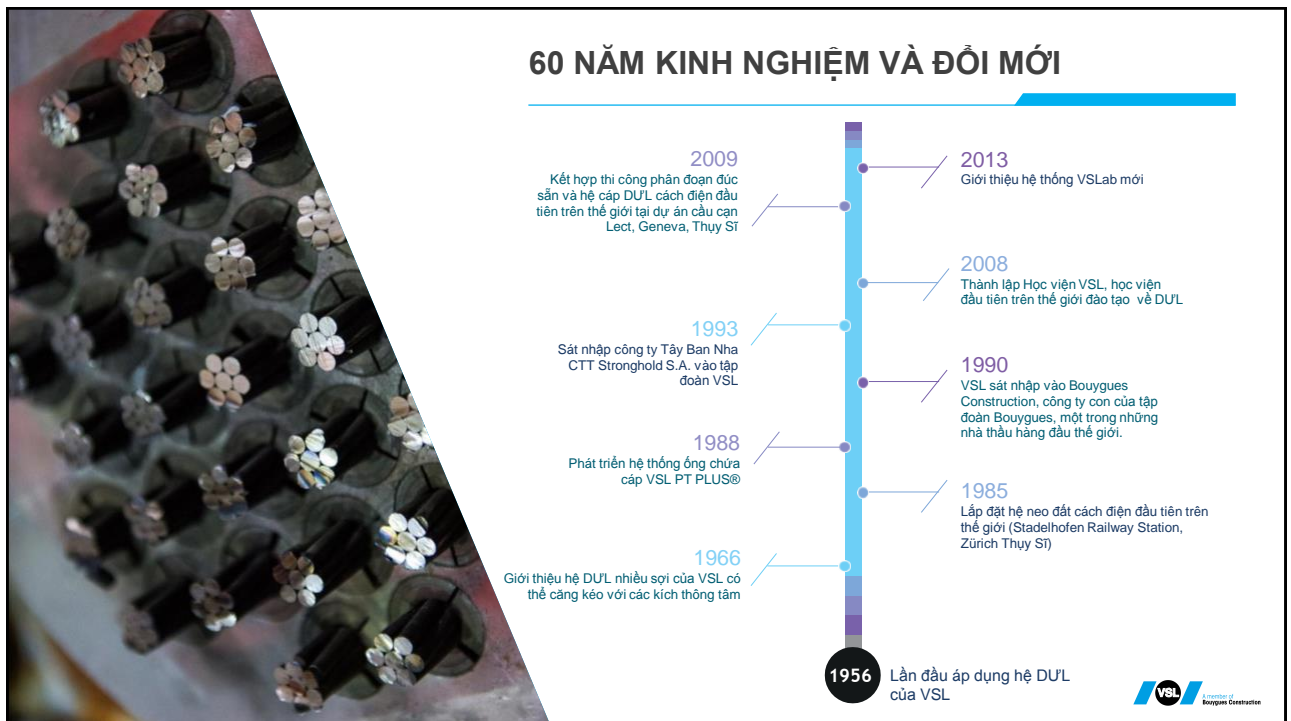 60 NĂM KINH NGHIỆM VÀ ĐỔI MỚI
2013
Giới thiệu hệ thống VSLab mới
2009
Kết hợp thi công phân đoạn đúc
sẵn và hệ cáp DƯL cách điện đầu
tiên trên thế giới tại dự án cầu cạn
Lect, Geneva, Thụy Sĩ
2008
Thành lập Học viện VSL, học viện
đầu tiên trên thế giới đào tạo về DƯL
1993
Sát nhập công ty Tây Ban Nha
CTT Stronghold S.A. vào tập
đoàn VSL
1990
VSL sát nhập vào Bouygues
Construction, công ty con của tập
đoàn Bouygues, một trong những
nhà thầu hàng đầu thế giới.
1988
Phát triển hệ thống ống chứa
cáp VSL PT PLUS®
1985
Lắp đặt hệ neo đất cách điện đầu tiên trên
thế giới (Stadelhofen Railway Station,
Zürich Thụy Sĩ)
1966
Giới thiệu hệ DƯL nhiều sợi của VSL có
thể căng kéo với các kích thông tâm
1956
Lần đầu áp dụng hệ DƯL
của VSL
VSL
A member of
Bouygues Construction